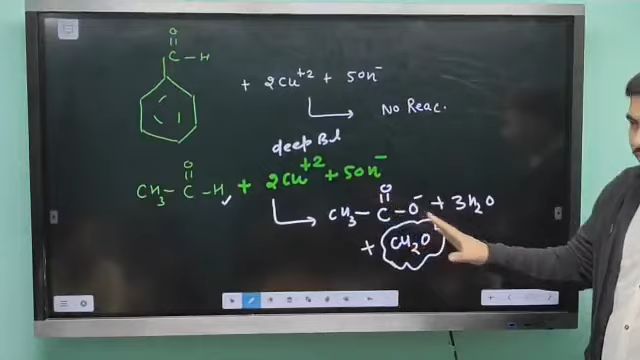 O
||
C — H
+ 2Cu+2 + 5OH−
No Reac.
deep Bl
O
||
CH3 — C — H + 2Cu+2 + 5OH−
O
||
CH3 — C — O− + 3H2O
+ Cu2O